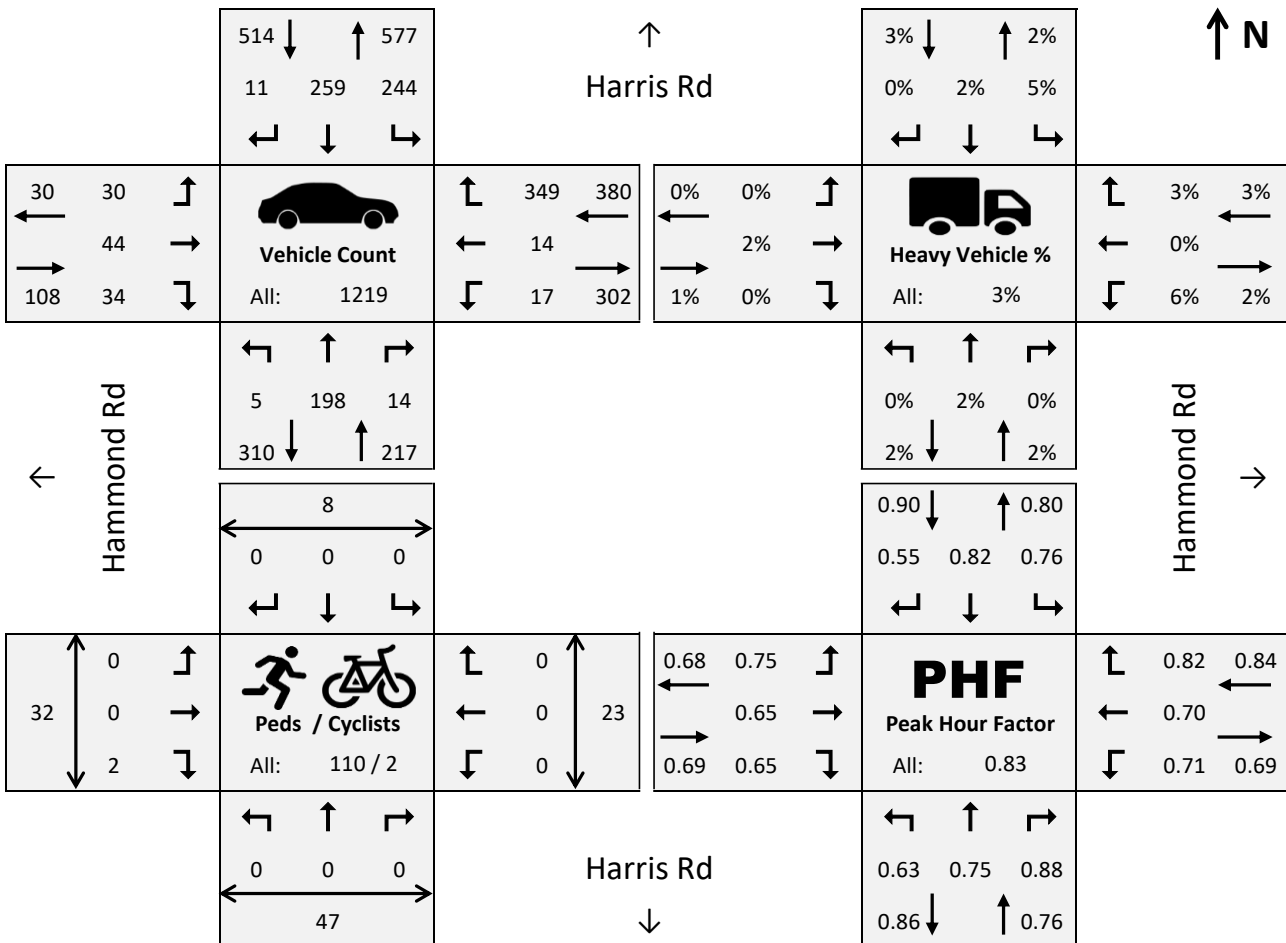 514 577 3% 2% N
Harris Rd
11 259 244 0% 2% 5%
30 30 349 380 0% 0% 3% 3%
44 Vehicle Count 14 2% Heavy Vehicle % 0%
108 34 All: 1219 17 302 1% 0% All: 3% 6% 2%
Hammond Rd
5 198 14 0% 2% 0%
310 217 2% 2%
Hammond Rd
8 0.90 0.80
0 0 0 0.55 0.82 0.76
0 0 0.68 0.75 PHF 0.82 0.84
32 0 Peds / Cyclists 0 23 0.65 Peak Hour Factor 0.70
2 All: 110 / 2 0 0.69 0.65 All: 0.83 0.71 0.69
0 0 0 Harris Rd 0.63 0.75 0.88
47 0.86 0.76